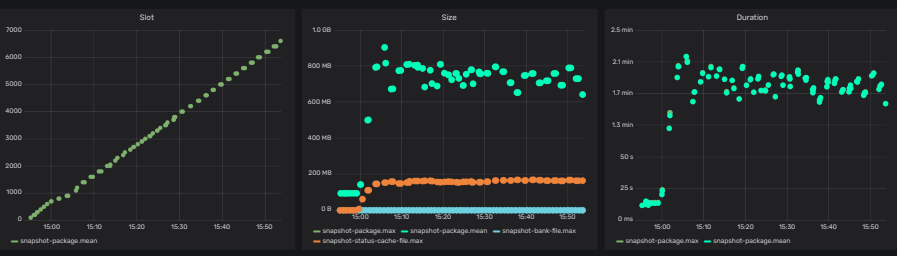 Slot
7000
6000
5000
4000
3000
2000
1000
0
15:00 15:10 15:20 15:30 15:40 15:50
snapshot-package.mean
Size
1.0 GB
800 MB
600 MB
400 MB
200 MB
0 B
15:00 15:10 15:20 15:30 15:40 15:50
snapshot-package.max snapshot-package.mean snapshot-bank-file.max
snapshot-status-cache-file.max
Duration
2.5 min
2.1 min
1.7 min
1.3 min
50 s
25 s
0 ms
15:00 15:10 15:20 15:30 15:40 15:50
snapshot-package.max snapshot-package.mean